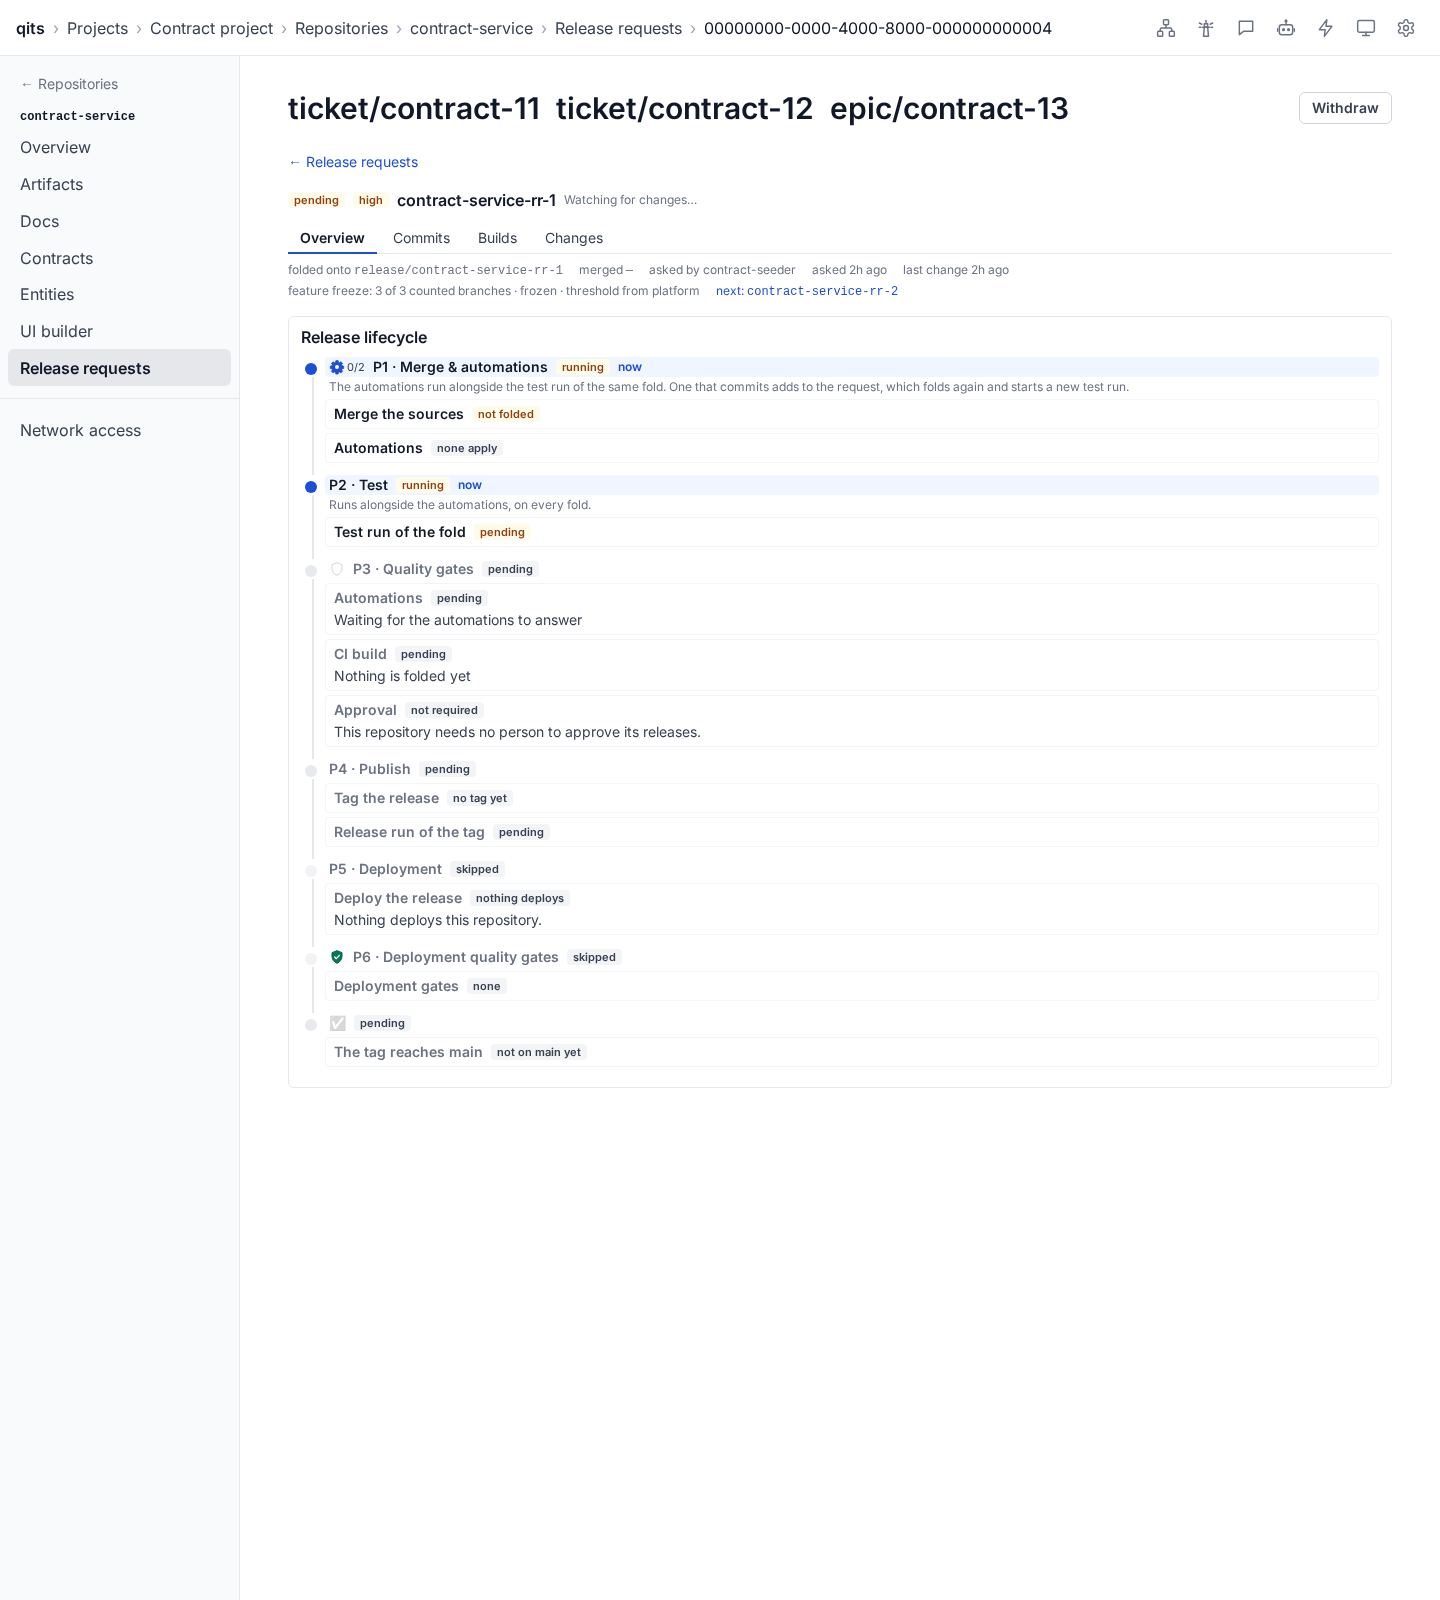 qits › Projects › Contract project › Repositories › contract-service › Release requests › 00000000-0000-4000-8000-000000000004
← Repositories
contract-service
Overview
Artifacts
Docs
Contracts
Entities
UI builder
Release requests
Network access
ticket/contract-11 ticket/contract-12 epic/contract-13
Withdraw
← Release requests
pending high contract-service-rr-1 Watching for changes…
Overview Commits Builds Changes
folded onto release/contract-service-rr-1 merged — asked by contract-seeder asked 2h ago last change 2h ago
feature freeze: 3 of 3 counted branches · frozen · threshold from platform next: contract-service-rr-2
Release lifecycle
0/2 P1 · Merge & automations running now
The automations run alongside the test run of the same fold. One that commits adds to the request, which folds again and starts a new test run.
Merge the sources not folded
Automations none apply
P2 · Test running now
Runs alongside the automations, on every fold.
Test run of the fold pending
P3 · Quality gates pending
Automations pending
Waiting for the automations to answer
CI build pending
Nothing is folded yet
Approval not required
This repository needs no person to approve its releases.
P4 · Publish pending
Tag the release no tag yet
Release run of the tag pending
P5 · Deployment skipped
Deploy the release nothing deploys
Nothing deploys this repository.
P6 · Deployment quality gates skipped
Deployment gates none
pending
The tag reaches main not on main yet